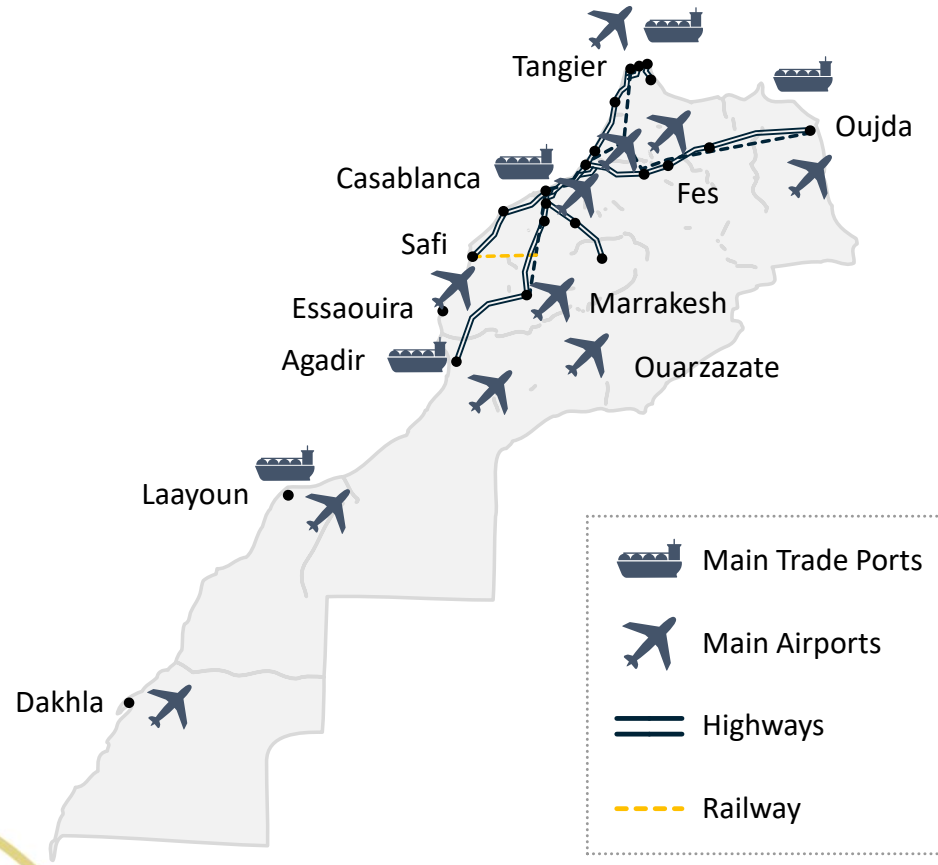 Tangier
Oujda
Casablanca
Fes
Safi
Essaouira
Marrakesh
Agadir
Ouarzazate
Laayoun
Main Trade Ports
Main Airports
Dakhla
Highways
Railway